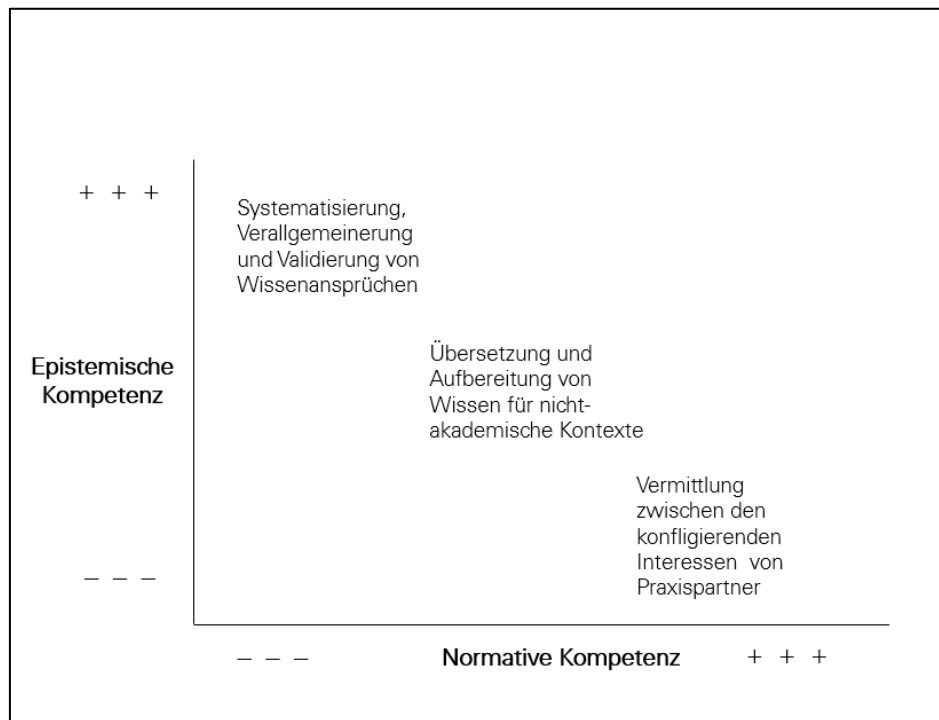 + + +
Systematisierung,
Verallgemeinerung
und Validierung von
Wissenansprüchen
Epistemische
Kompetenz
Übersetzung und
Aufbereitung von
Wissen für nicht-
akademische Kontexte
Vermittlung
zwischen den
konfligierenden
Interessen von
Praxispartner
– – –
– – – Normative Kompetenz + + +